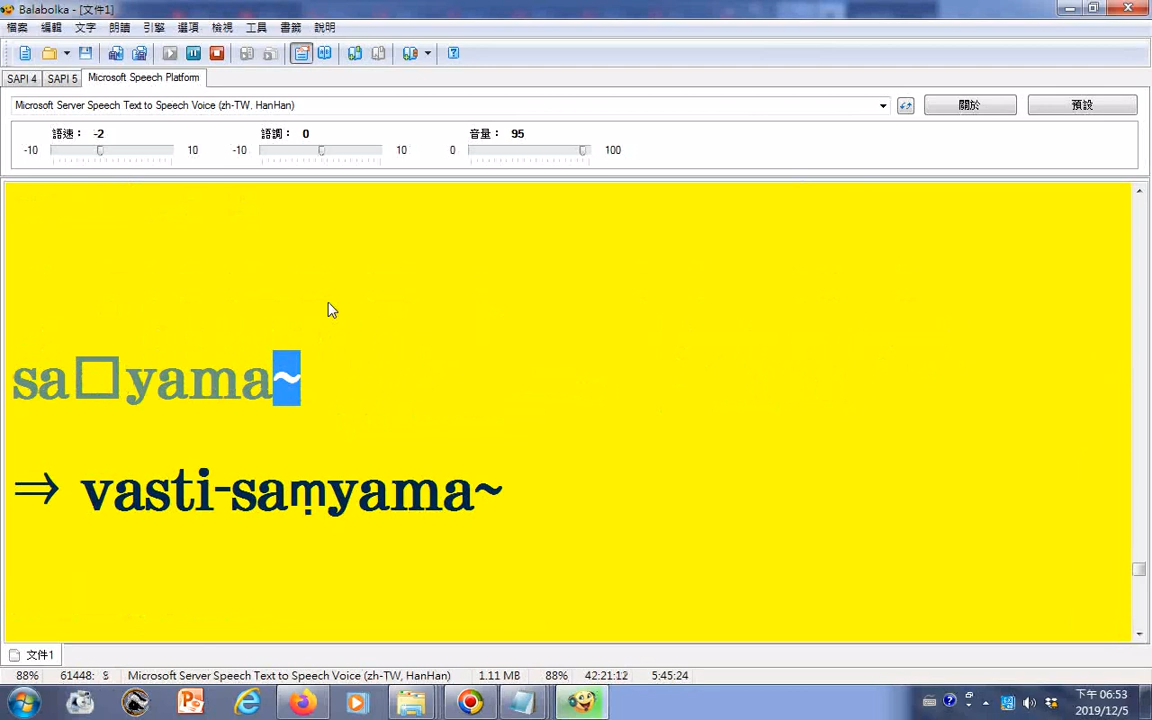 Balabolka - [文件1]
檔案 編輯 文字 朗讀 引擎 選項 檢視 工具 書籤 說明
SAPI 4 SAPI 5 Microsoft Speech Platform
Microsoft Server Speech Text to Speech Voice (zh-TW, HanHan) 關於 預設
語速： -2 語調： 0 音量： 95
-10 10 -10 10 0 100
sa□yama~
⇒ vasti-saṃyama~
文件1
88% 61448: S Microsoft Server Speech Text to Speech Voice (zh-TW, HanHan) 1.11 MB 88% 42:21:12 5:45:24
下午 06:53
2019/12/5